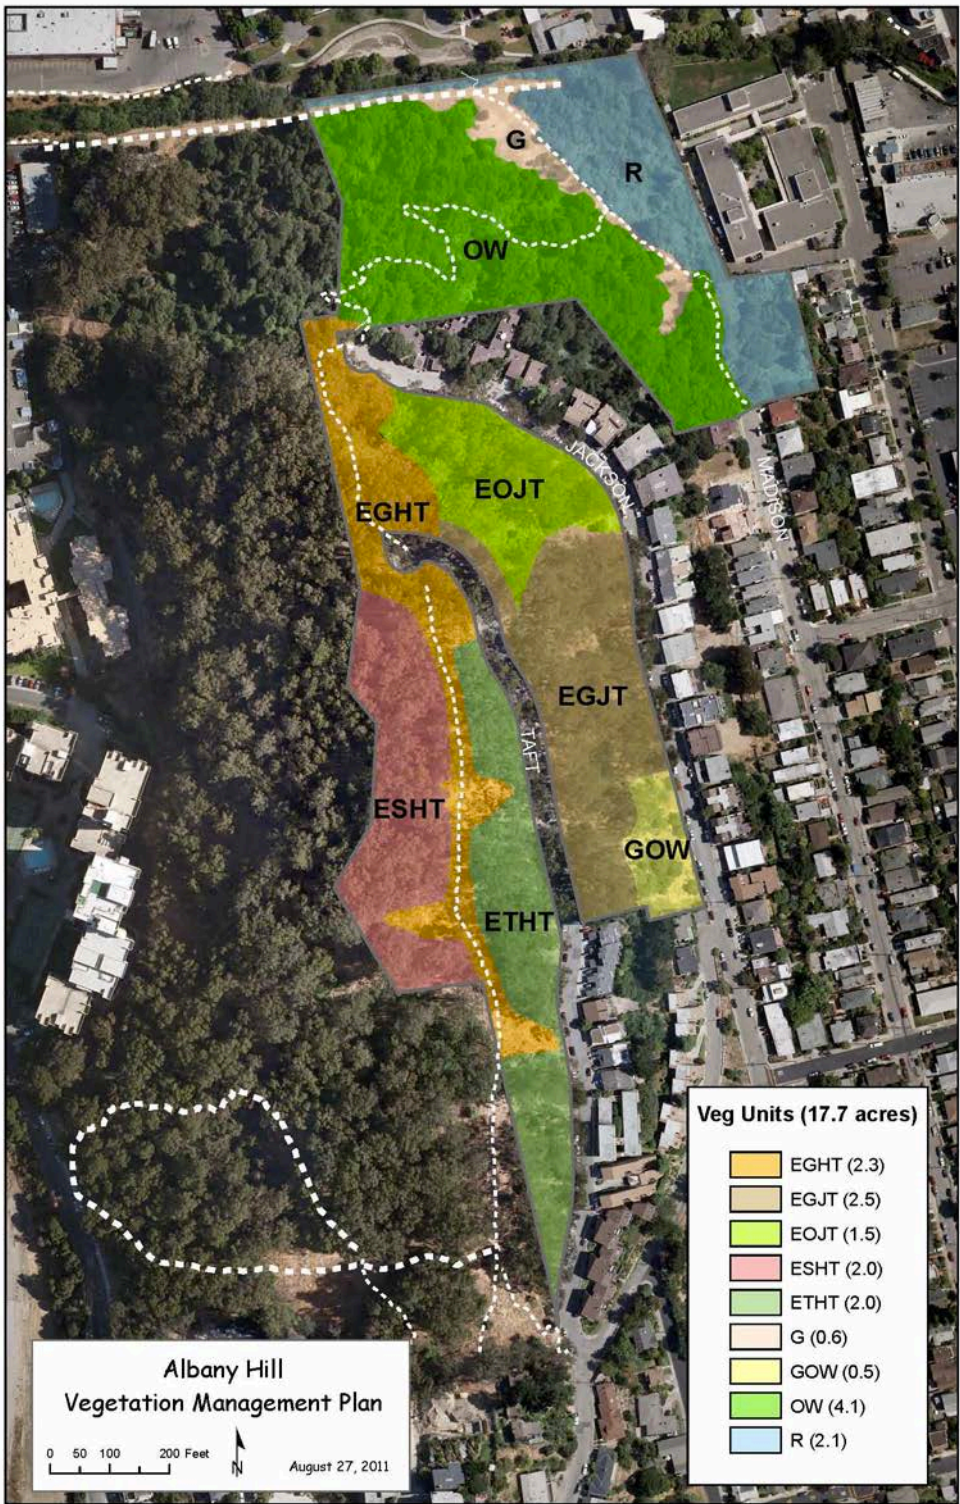 G
R
OW
JACKSON
EOJT
MADISON
EGHT
EGJT
TAFT
ESHT
GOW
ETHT
Veg Units (17.7 acres)
EGHT (2.3)
EGJT (2.5)
EOJT (1.5)
ESHT (2.0)
ETHT (2.0)
G (0.6)
GOW (0.5)
OW (4.1)
R (2.1)
Albany Hill
Vegetation Management Plan
0 50 100 200 Feet
N
August 27, 2011